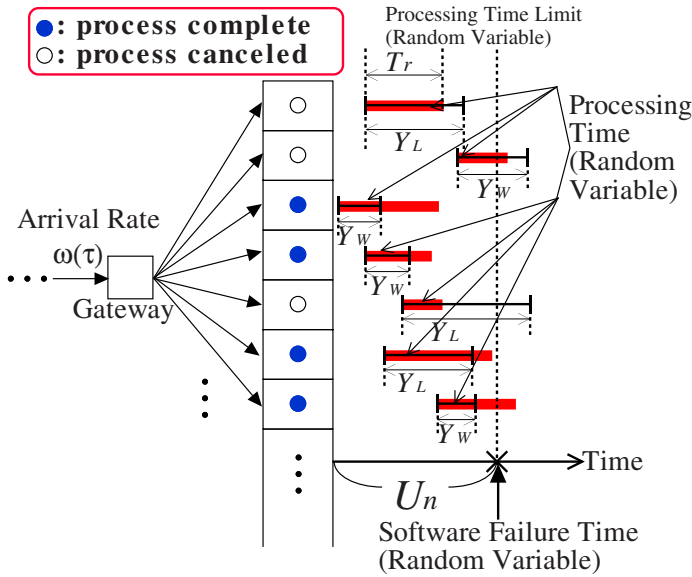 : process complete
: process canceled
Processing Time Limit
(Random Variable)
Tr
Processing
Time
(Random
Variable)
YL
YW
Arrival Rate
ω(τ)
Gateway
YW
YW
YL
YL
YW
Time
Un
Software Failure Time
(Random Variable)